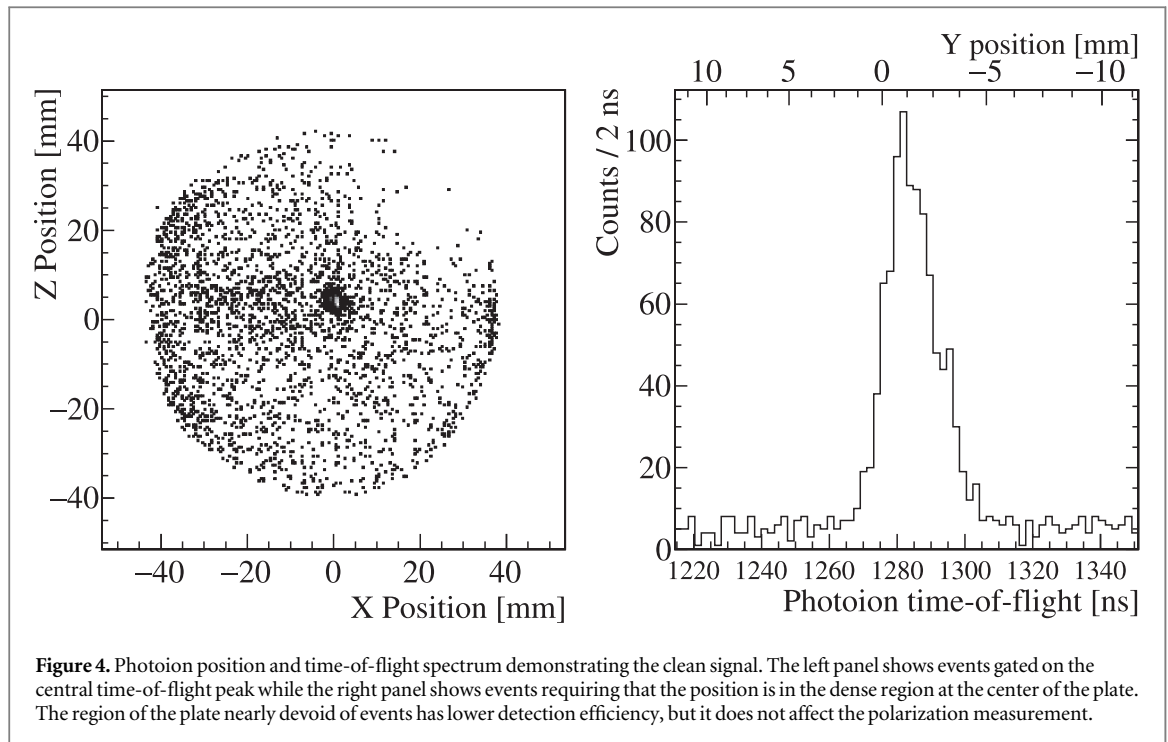 Z Position [mm]
40
20
0
−20
−40
−40 −20 0 20 40
X Position [mm]
Y position [mm]
10 5 0 −5 −10
Counts / 2 ns
100
80
60
40
20
0
1220 1240 1260 1280 1300 1320 1340
Photoion time-of-flight [ns]
Figure 4. Photoion position and time-of-flight spectrum demonstrating the clean signal. The left panel shows events gated on the
central time-of-flight peak while the right panel shows events requiring that the position is in the dense region at the center of the plate.
The region of the plate nearly devoid of events has lower detection efficiency, but it does not affect the polarization measurement.